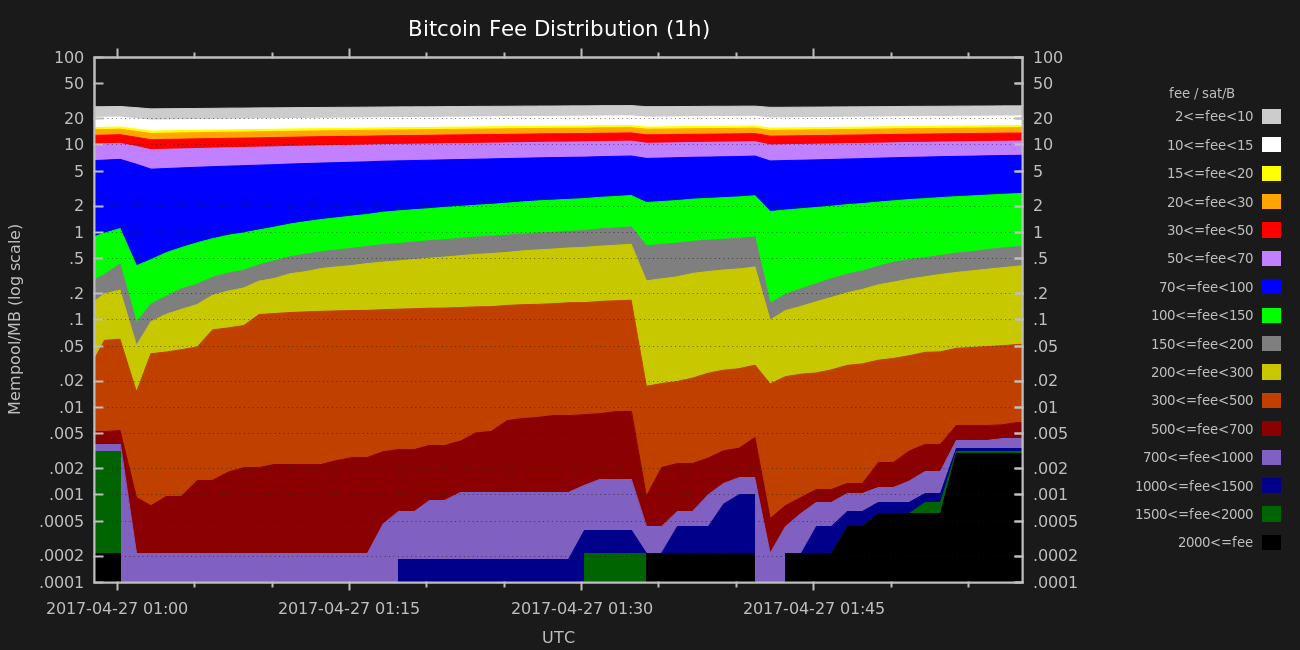 Bitcoin Fee Distribution (1h)
100
50
20
10
5
2
1
.5
.2
.1
.05
.02
.01
.005
.002
.001
.0005
.0002
.0001
Mempool/MB (log scale)
100
50
20
10
5
2
1
.5
.2
.1
.05
.02
.01
.005
.002
.001
.0005
.0002
.0001
2017-04-27 01:00
2017-04-27 01:15
2017-04-27 01:30
2017-04-27 01:45
UTC
fee / sat/B
2<=fee<10
10<=fee<15
15<=fee<20
20<=fee<30
30<=fee<50
50<=fee<70
70<=fee<100
100<=fee<150
150<=fee<200
200<=fee<300
300<=fee<500
500<=fee<700
700<=fee<1000
1000<=fee<1500
1500<=fee<2000
2000<=fee